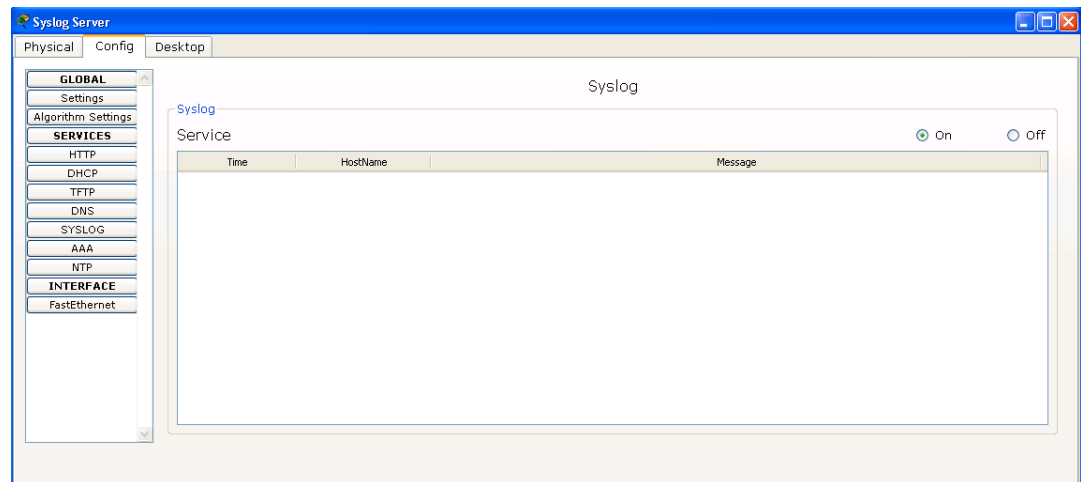 Syslog Server
Physical Config Desktop
GLOBAL
Settings
Algorithm Settings
SERVICES
HTTP
DHCP
TFTP
DNS
SYSLOG
AAA
NTP
INTERFACE
FastEthernet
Syslog
Syslog
Service On Off
Time HostName Message